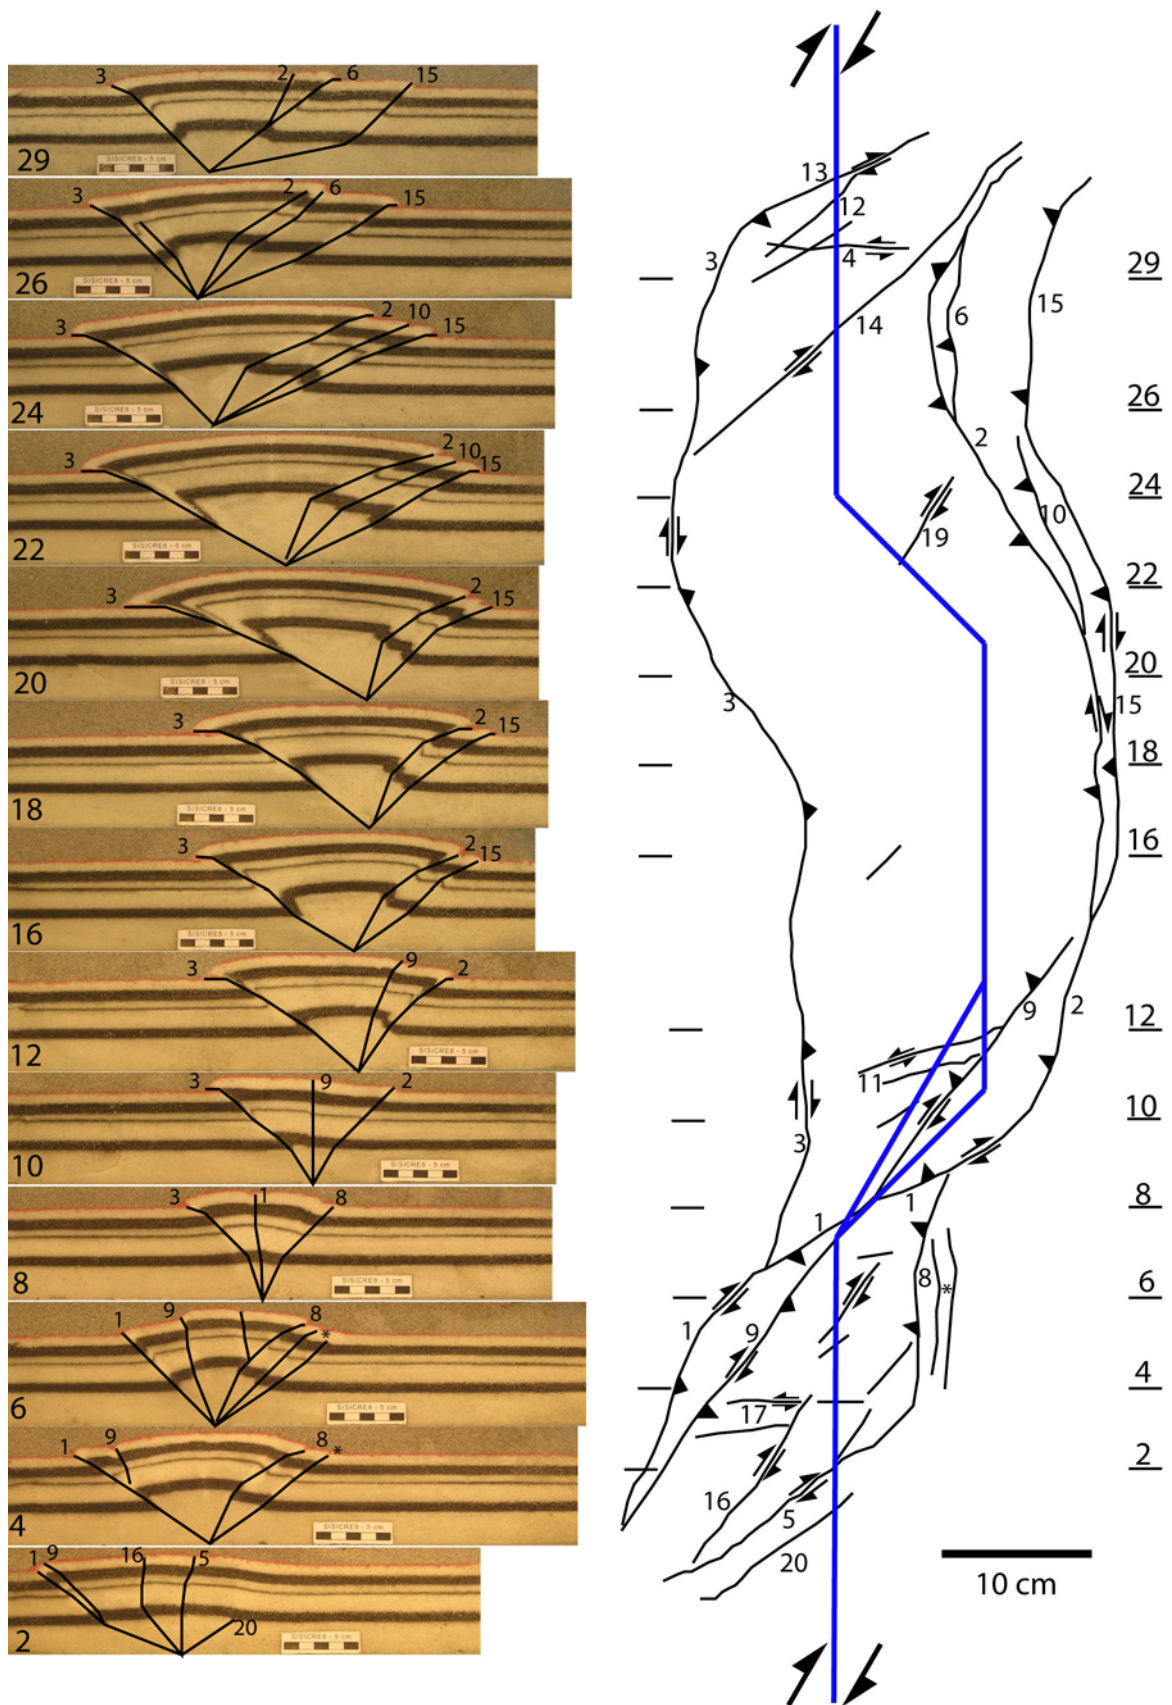 3 2 6 15
SISICRE8 - 5 cm
29
3 2 6 15
SISICRE8 - 5 cm
26
3 2 10 15
SISICRE8 - 5 cm
24
3 2 10 15
SISICRE8 - 5 cm
22
3 2 15
SISICRE8 - 5 cm
20
3 2 15
SISICRE8 - 5 cm
18
3 2 15
SISICRE8 - 5 cm
16
3 9 2
SISICRE8 - 5 cm
12
3 9 2
SISICRE8 - 5 cm
10
3 1 8
SISICRE8 - 5 cm
8
1 9 8 *
SISICRE8 - 5 cm
6
1 9 8 *
SISICRE8 - 5 cm
4
1 9 16 5
20
SISICRE8 - 5 cm
2
13
12
3 4 29
6 15
14
26
2
24
10
19
22
20
3 15
18
16
9 2 12
11
10
3
8
1 1
8 * 6
1 9
4
17
2
16 5
20
10 cm